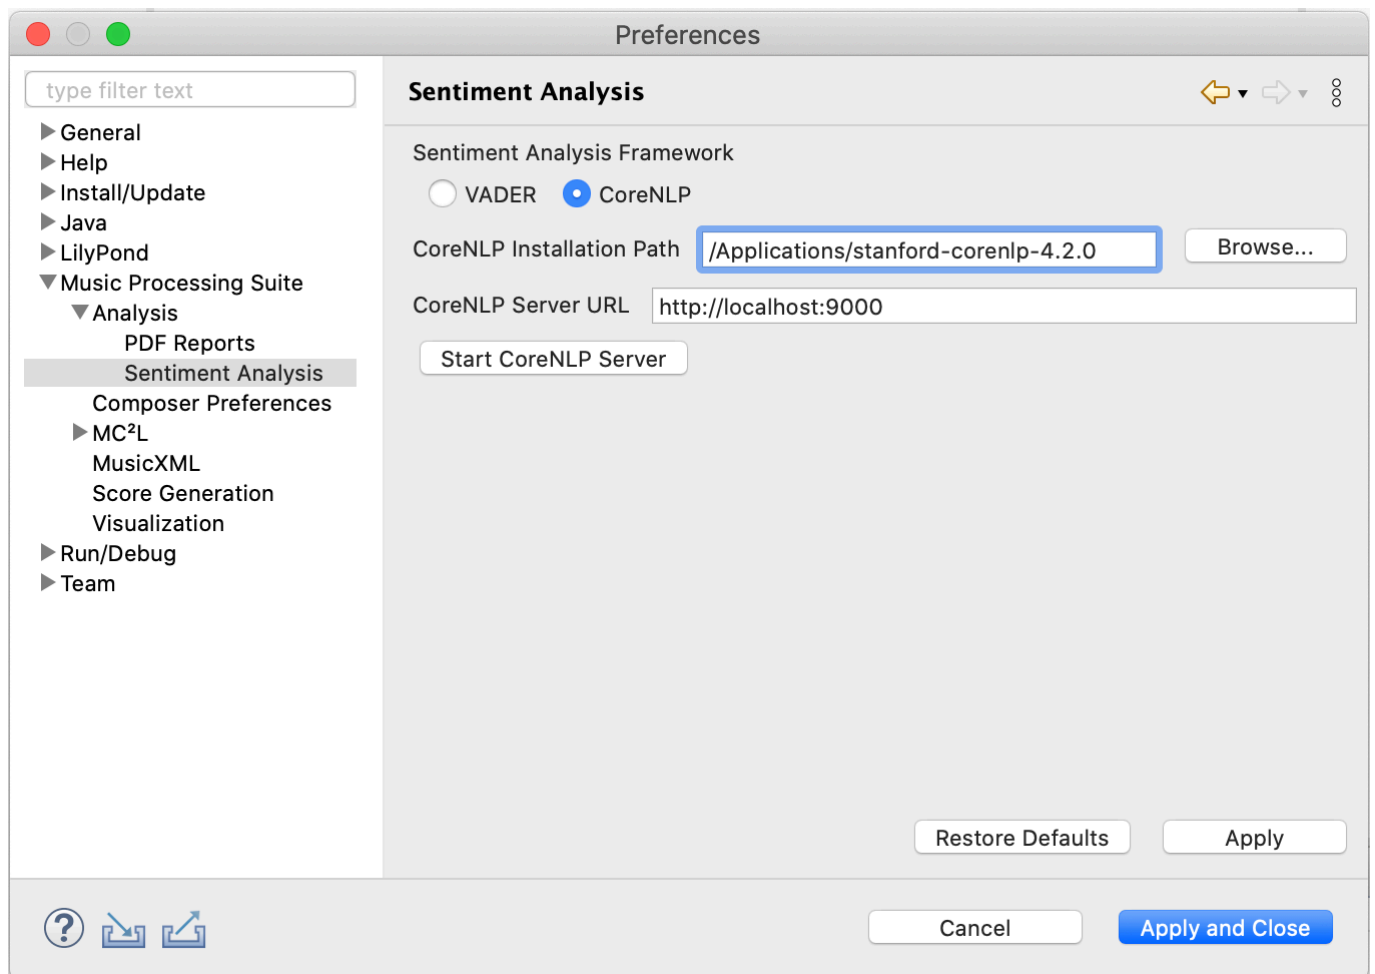 Preferences
type filter text
General
Help
Install/Update
Java
LilyPond
Music Processing Suite
Analysis
PDF Reports
Sentiment Analysis
Composer Preferences
MC²L
MusicXML
Score Generation
Visualization
Run/Debug
Team
Sentiment Analysis
Sentiment Analysis Framework
VADER CoreNLP
CoreNLP Installation Path /Applications/stanford-corenlp-4.2.0 Browse...
CoreNLP Server URL http://localhost:9000
Start CoreNLP Server
Restore Defaults Apply
? Cancel Apply and Close